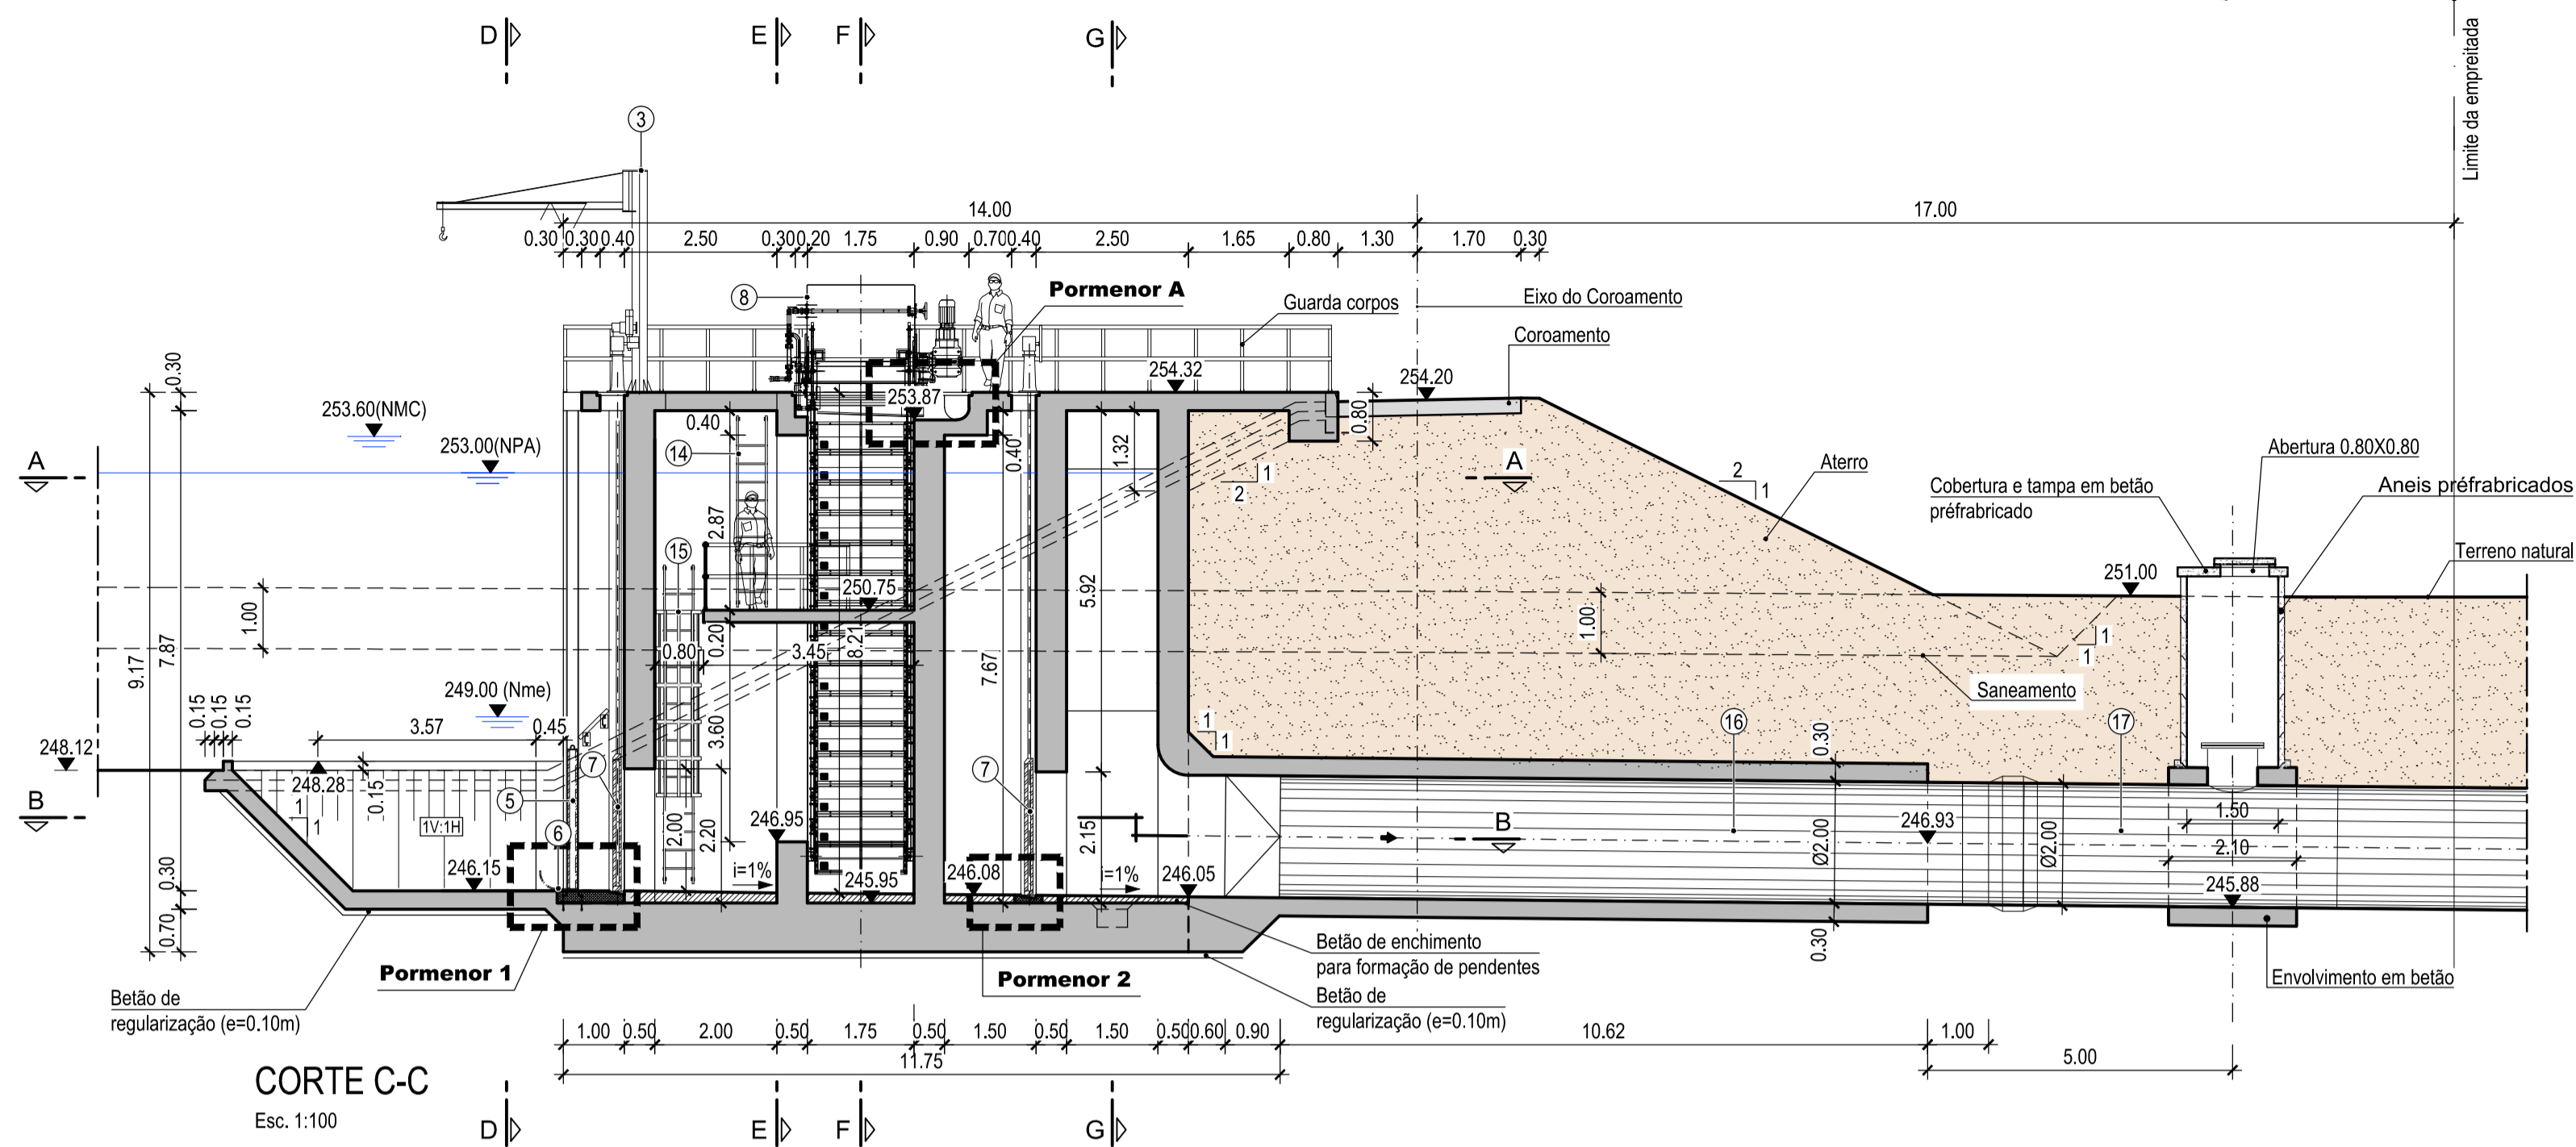 D
E
F
G
Limite da empreitada
3
14.00
17.00
0.30
0.30
0.40
2.50
0.30
0.20
1.75
0.90
0.70
0.40
2.50
1.65
0.80
1.30
1.70
0.30
8
Pormenor A
Guarda corpos
Eixo do Coroamento
Coroamento
0.30
253.60(NMC)
253.00(NPA)
253.87
254.32
254.20
0.80
0.40
0.40
1.32
A
A
14
2.87
1
2
2
1
Aterro
Cobertura e tampa em betão
préfrabricado
Abertura 0.80X0.80
Aneis préfrabricados
Terreno natural
15
250.75
5.92
251.00
1.00
9.17
7.87
0.20
0.80
3.45
8.21
7.67
1.00
1
1
Saneamento
249.00 (Nme)
0.15
0.15
0.15
3.57
0.45
3.60
1
1
16
17
0.30
248.12
248.28
0.15
7
7
5
B
1
1
1V:1H
6
246.95
2.00
2.20
2.15
B
Ø2.00
246.93
Ø2.00
1.50
2.10
0.30
246.15
i=1%
245.95
246.08
i=1%
246.05
245.88
0.70
0.30
Pormenor 1
Pormenor 2
Betão de enchimento
para formação de pendentes
Betão de
regularização (e=0.10m)
Betão de
regularização (e=0.10m)
Envolvimento em betão
1.00
0.50
2.00
0.50
1.75
0.50
1.50
0.50
1.50
0.50
0.60
0.90
10.62
1.00
11.75
5.00
CORTE C-C
Esc. 1:100
D
E
F
G